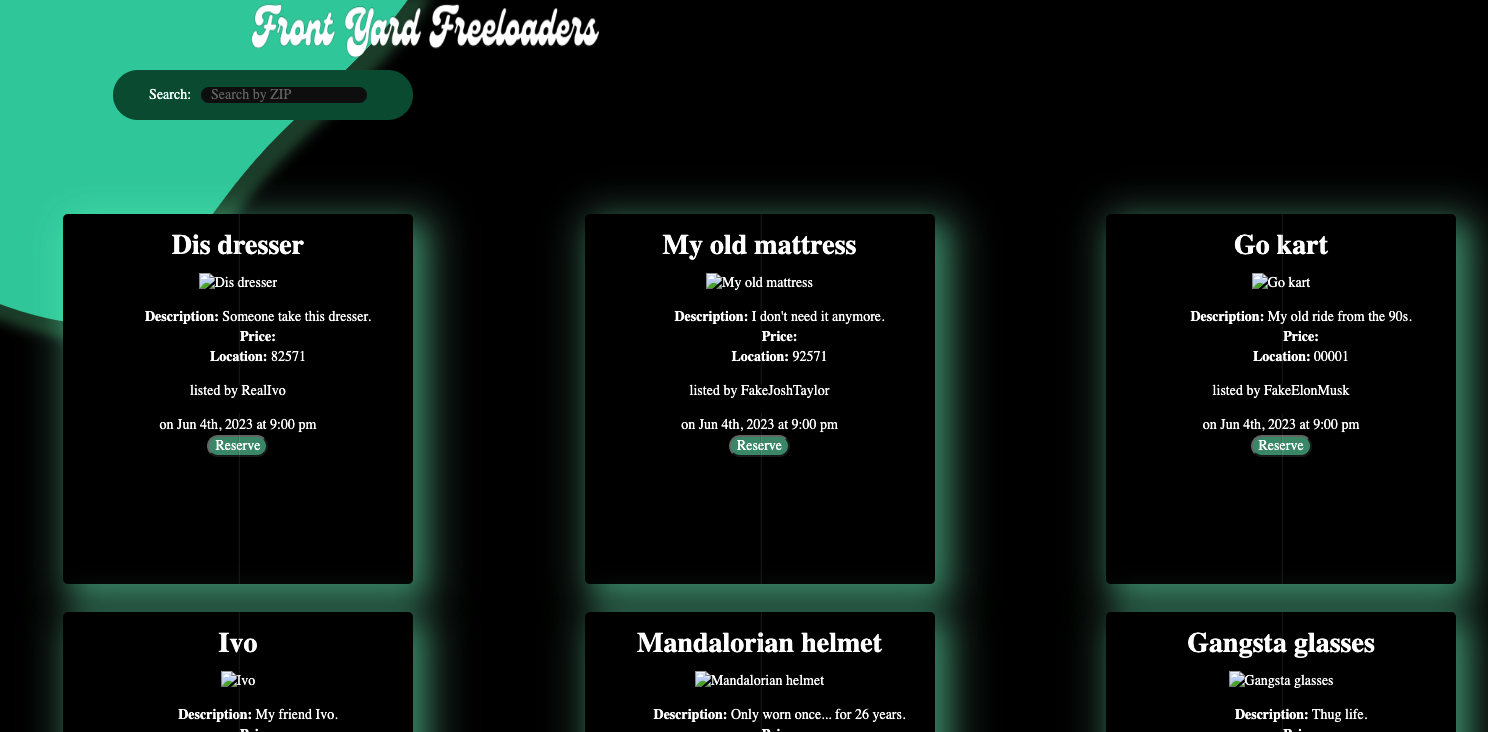 Front Yard Freeloaders
Search: Search by ZIP
Dis dresser
Dis dresser
Description: Someone take this dresser.
Price:
Location: 82571
listed by RealIvo
on Jun 4th, 2023 at 9:00 pm
Reserve
My old mattress
My old mattress
Description: I don't need it anymore.
Price:
Location: 92571
listed by FakeJoshTaylor
on Jun 4th, 2023 at 9:00 pm
Reserve
Go kart
Go kart
Description: My old ride from the 90s.
Price:
Location: 00001
listed by FakeElonMusk
on Jun 4th, 2023 at 9:00 pm
Reserve
Ivo
Ivo
Description: My friend Ivo.
Mandalorian helmet
Mandalorian helmet
Description: Only worn once... for 26 years.
Gangsta glasses
Gangsta glasses
Description: Thug life.